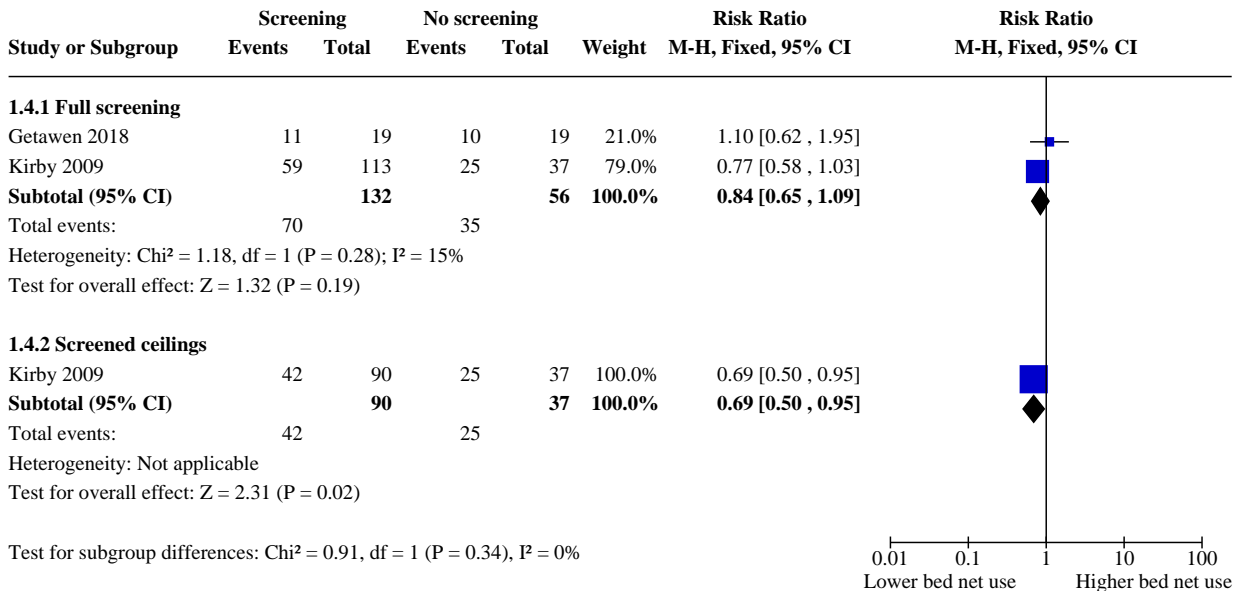 Screening No screening Risk Ratio Risk Ratio
Study or Subgroup Events Total Events Total Weight M-H, Fixed, 95% CI M-H, Fixed, 95% CI
1.4.1 Full screening
Getawen 2018 11 19 10 19 21.0% 1.10 [0.62 , 1.95]
Kirby 2009 59 113 25 37 79.0% 0.77 [0.58 , 1.03]
Subtotal (95% CI) 132 56 100.0% 0.84 [0.65 , 1.09]
Total events: 70 35
Heterogeneity: Chi² = 1.18, df = 1 (P = 0.28); I² = 15%
Test for overall effect: Z = 1.32 (P = 0.19)
1.4.2 Screened ceilings
Kirby 2009 42 90 25 37 100.0% 0.69 [0.50 , 0.95]
Subtotal (95% CI) 90 37 100.0% 0.69 [0.50 , 0.95]
Total events: 42 25
Heterogeneity: Not applicable
Test for overall effect: Z = 2.31 (P = 0.02)
Test for subgroup differences: Chi² = 0.91, df = 1 (P = 0.34), I² = 0%
0.01 0.1 1 10 100
Lower bed net use Higher bed net use